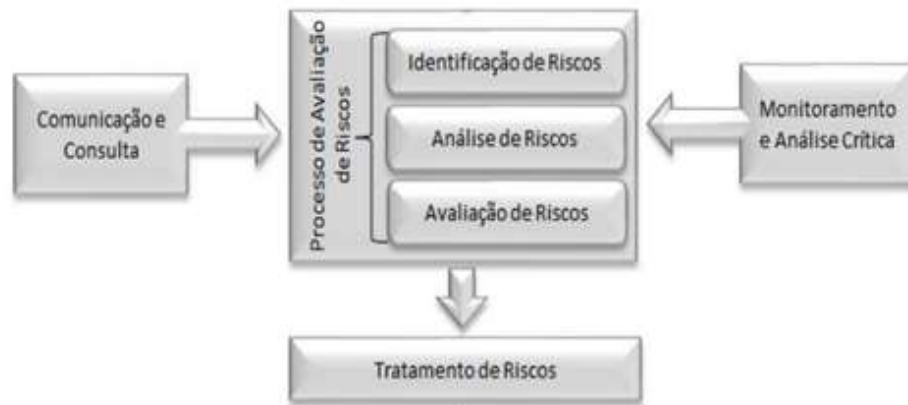 Comunicação e
Consulta
Processo de Avaliação
de Riscos
Identificação de Riscos
Análise de Riscos
Avaliação de Riscos
Monitoramento
e Análise Crítica
Tratamento de Riscos